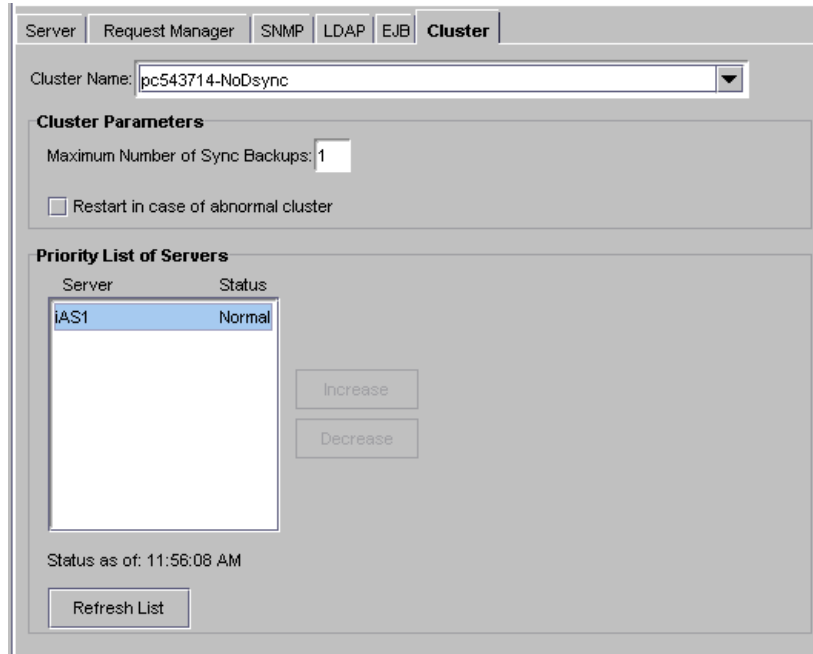 Server Request Manager SNMP LDAP EJB Cluster
Cluster Name: pc543714-NoDsync
Cluster Parameters
Maximum Number of Sync Backups: 1
Restart in case of abnormal cluster
Priority List of Servers
Server Status
iAS1 Normal
Increase
Decrease
Status as of: 11:56:08 AM
Refresh List